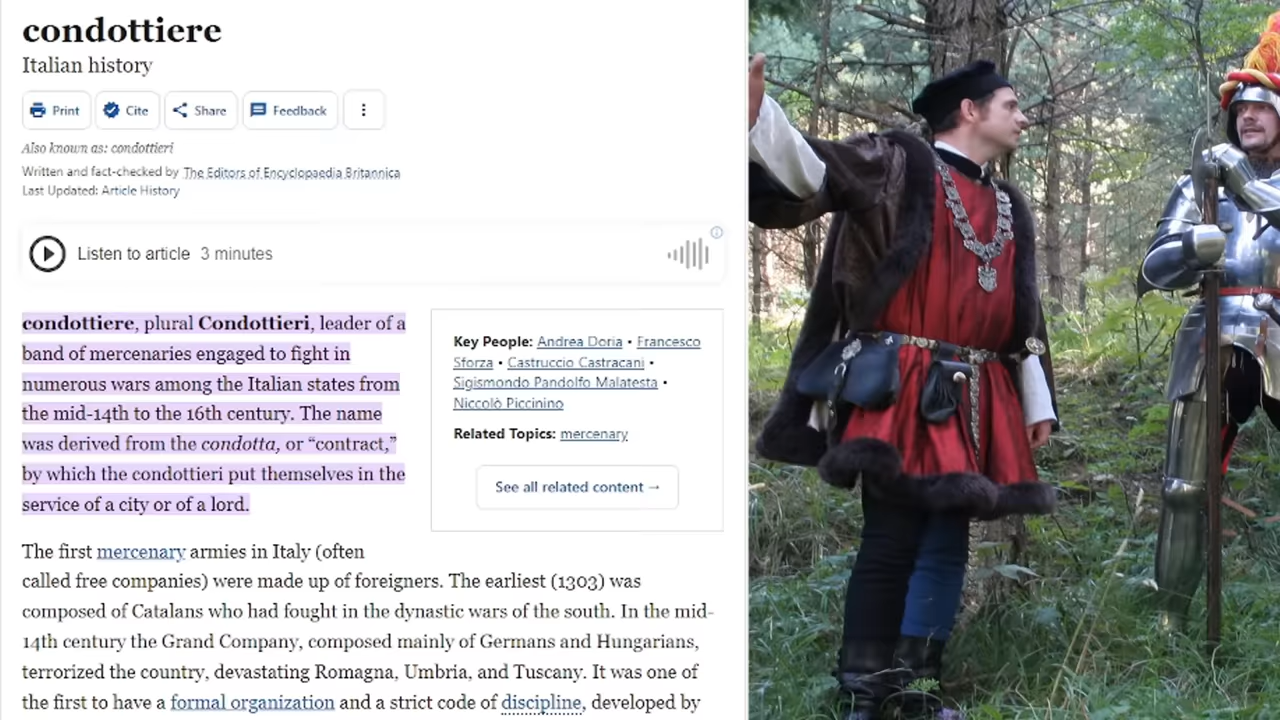 condottiere
Italian history
Print Cite Share Feedback
Also known as: condottieri
Written and fact-checked by The Editors of Encyclopaedia Britannica
Last Updated: Article History
Listen to article 3 minutes
condottiere, plural Condottieri, leader of a
band of mercenaries engaged to fight in
numerous wars among the Italian states from
the mid-14th to the 16th century. The name
was derived from the condotta, or “contract,”
by which the condottieri put themselves in the
service of a city or of a lord.
Key People: Andrea Doria • Francesco
Sforza • Castruccio Castracani •
Sigismondo Pandolfo Malatesta •
Niccolò Piccinino
Related Topics: mercenary
See all related content →
The first mercenary armies in Italy (often
called free companies) were made up of foreigners. The earliest (1303) was
composed of Catalans who had fought in the dynastic wars of the south. In the mid-
14th century the Grand Company, composed mainly of Germans and Hungarians,
terrorized the country, devastating Romagna, Umbria, and Tuscany. It was one of
the first to have a formal organization and a strict code of discipline, developed by